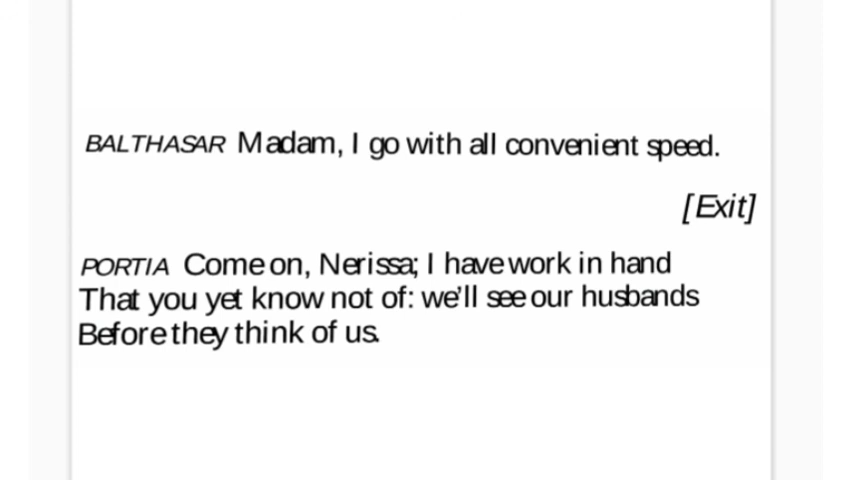 BALTHASAR Madam, I go with all convenient speed.
[Exit]
PORTIA Come on, Nerissa; I have work in hand
That you yet know not of: we'll see our husbands
Before they think of us.